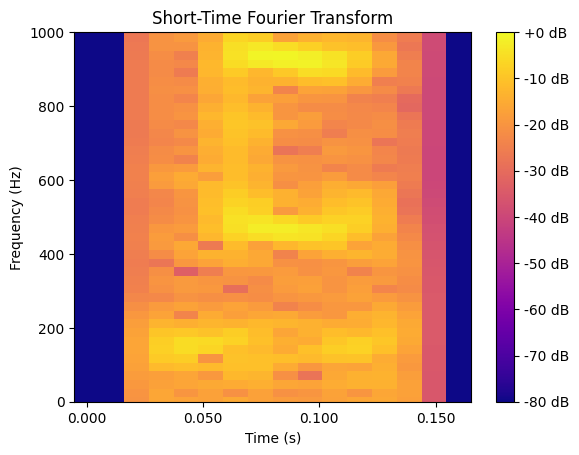 Short-Time Fourier Transform
1000
800
600
400
200
0
Frequency (Hz)
0.000
0.050
0.100
0.150
Time (s)
+0 dB
-10 dB
-20 dB
-30 dB
-40 dB
-50 dB
-60 dB
-70 dB
-80 dB